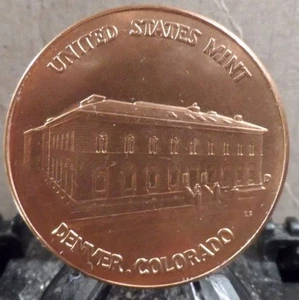 UNITED STATES MINT
D
DENVER, COLORADO